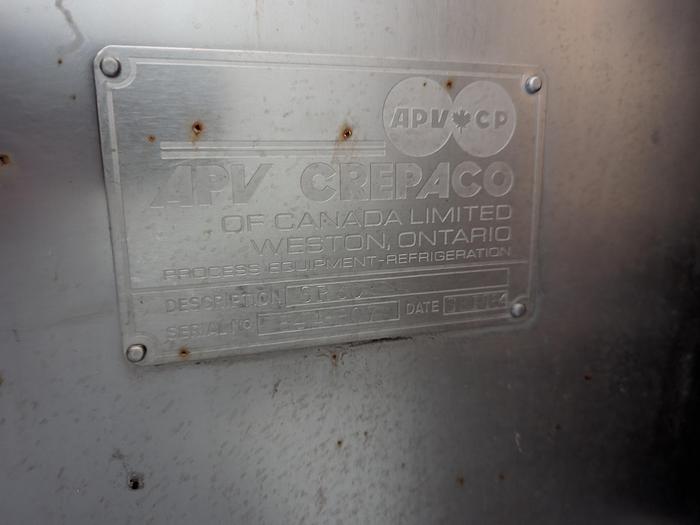 APV CP
APV CREPACO
OF CANADA LIMITED
WESTON, ONTARIO
PROCESS EQUIPMENT-REFRIGERATION
DESCRIPTION
SERIAL No DATE